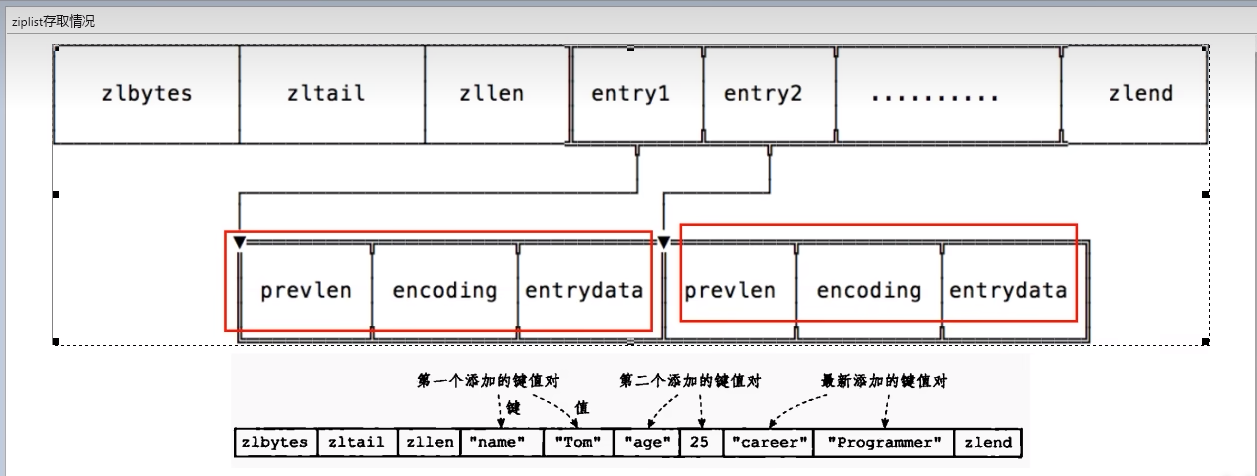 ziplist存取情况
zlbytes zltail zllen entry1 entry2 .......... zlend
prevlen encoding entrydata prevlen encoding entrydata
第一个添加的键值对 第二个添加的键值对 最新添加的键值对
键 值
zlbytes zltail zllen "name" "Tom" "age" 25 "career" "Programmer" zlend